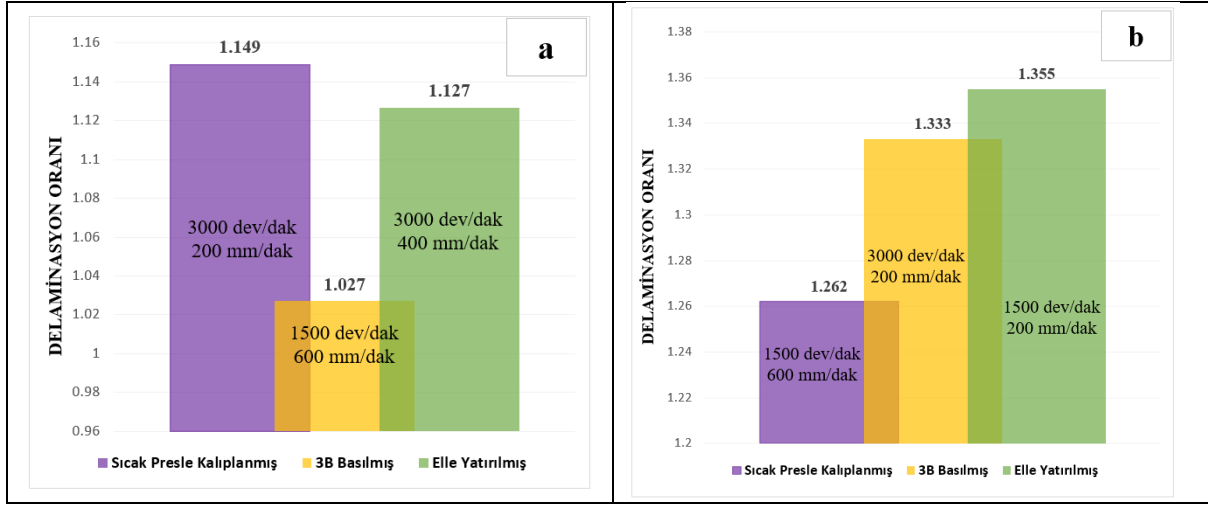 a
DELAMİNASYON ORANI
1.16
1.14
1.12
1.1
1.08
1.06
1.04
1.02
1
0.98
0.96
1.149
1.027
1.127
3000 dev/dak
200 mm/dak
1500 dev/dak
600 mm/dak
3000 dev/dak
400 mm/dak
Sıcak Presle Kalıplanmış
3B Basılmış
Elle Yatırılmış
b
DELAMİNASYON ORANI
1.38
1.36
1.34
1.32
1.3
1.28
1.26
1.24
1.22
1.2
1.262
1.333
1.355
1500 dev/dak
600 mm/dak
3000 dev/dak
200 mm/dak
1500 dev/dak
200 mm/dak
Sıcak Presle Kalıplanmış
3B Basılmış
Elle Yatırılmış